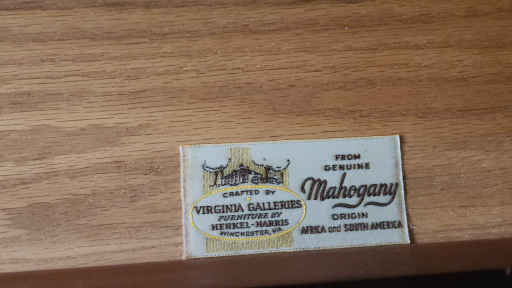 CRAFTED BY
VIRGINIA GALLERIES
FURNITURE BY
HENKEL-HARRIS
WINCHESTER, VA.
FROM
GENUINE
Mahogany
ORIGIN
AFRICA and SOUTH AMERICA